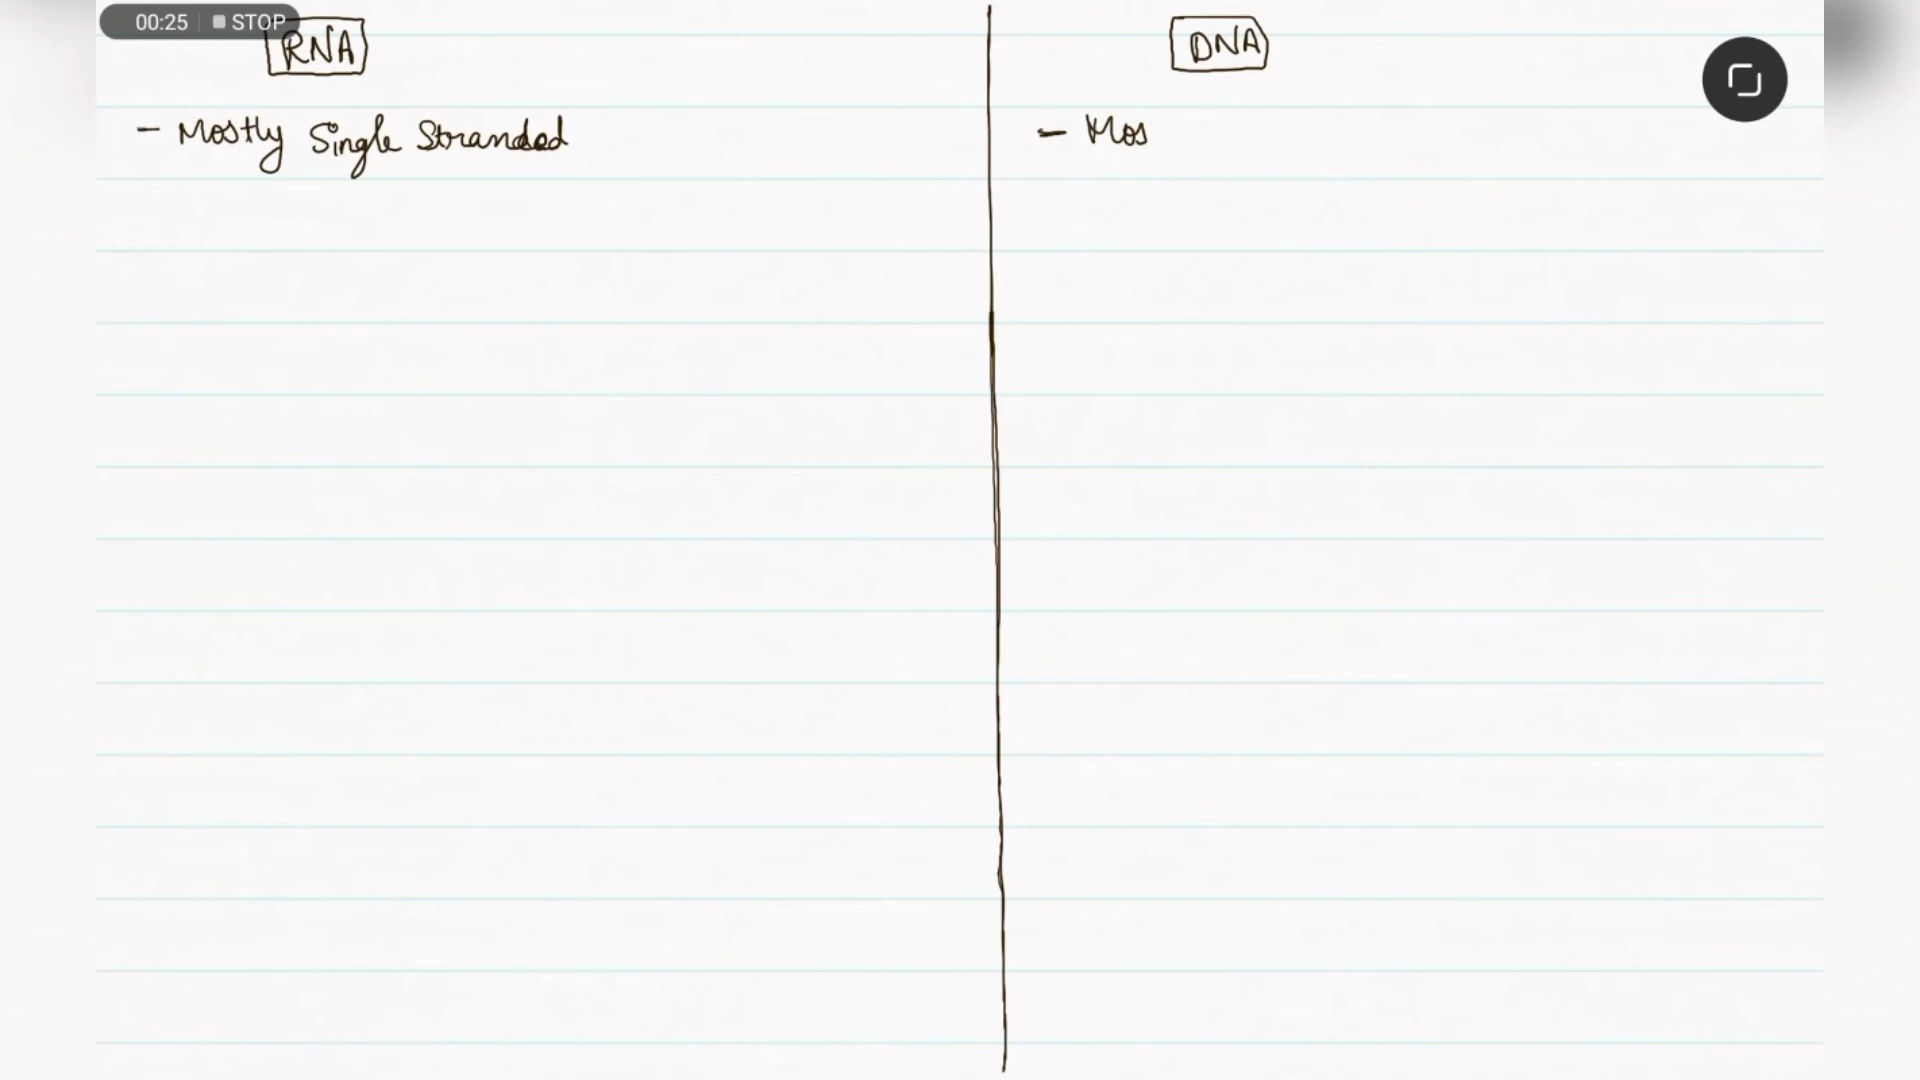 00:25 STOP
RNA
- Mostly Single Stranded
DNA
- Mos